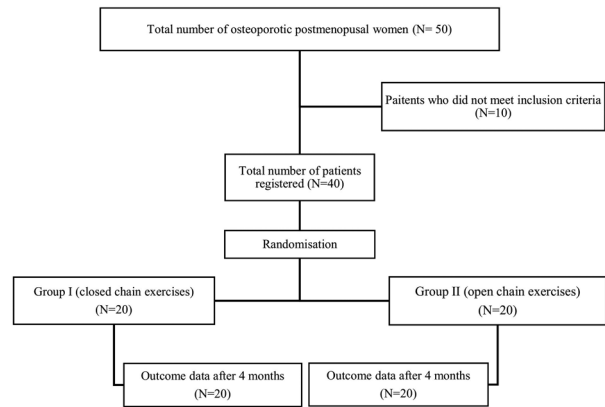 Total number of osteoporotic postmenopusal women (N= 50)
Paitents who did not meet inclusion criteria
(N=10)
Total number of patients
registered (N=40)
Randomisation
Group I (closed chain exercises)
(N=20)
Group II (open chain exercises)
(N=20)
Outcome data after 4 months
(N=20)
Outcome data after 4 months
(N=20)